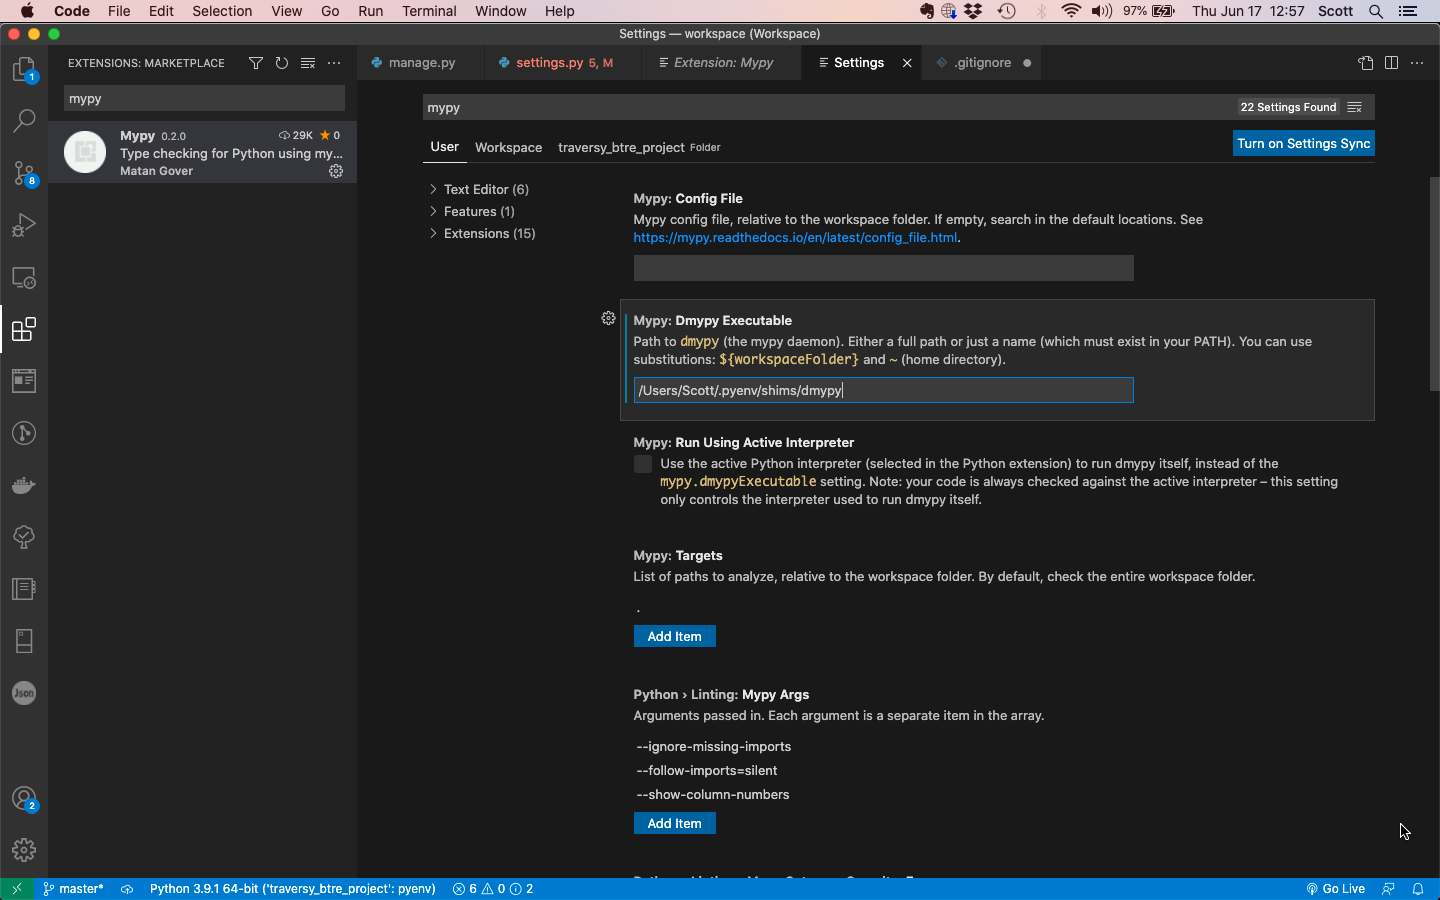 Code File Edit Selection View Go Run Terminal Window Help 97% Thu Jun 17 12:57 Scott
Settings — workspace (Workspace)
EXTENSIONS: MARKETPLACE
manage.py settings.py 5, M Extension: Mypy Settings .gitignore
1
mypy
Mypy 0.2.0 29K 0
Type checking for Python using my...
Matan Gover
8
mypy 22 Settings Found
User Workspace traversy_btre_project Folder Turn on Settings Sync
Text Editor (6)
Features (1)
Extensions (15)
Mypy: Config File
Mypy config file, relative to the workspace folder. If empty, search in the default locations. See
https://mypy.readthedocs.io/en/latest/config_file.html.
Mypy: Dmypy Executable
Path to dmypy (the mypy daemon). Either a full path or just a name (which must exist in your PATH). You can use
substitutions: ${workspaceFolder} and ~ (home directory).
/Users/Scott/.pyenv/shims/dmypy
Mypy: Run Using Active Interpreter
Use the active Python interpreter (selected in the Python extension) to run dmypy itself, instead of the
mypy.dmypyExecutable setting. Note: your code is always checked against the active interpreter – this setting
only controls the interpreter used to run dmypy itself.
Mypy: Targets
List of paths to analyze, relative to the workspace folder. By default, check the entire workspace folder.
.
Add Item
Python › Linting: Mypy Args
Arguments passed in. Each argument is a separate item in the array.
--ignore-missing-imports
--follow-imports=silent
--show-column-numbers
Add Item
Json
2
master* Python 3.9.1 64-bit ('traversy_btre_project': pyenv) 6 0 2 Go Live